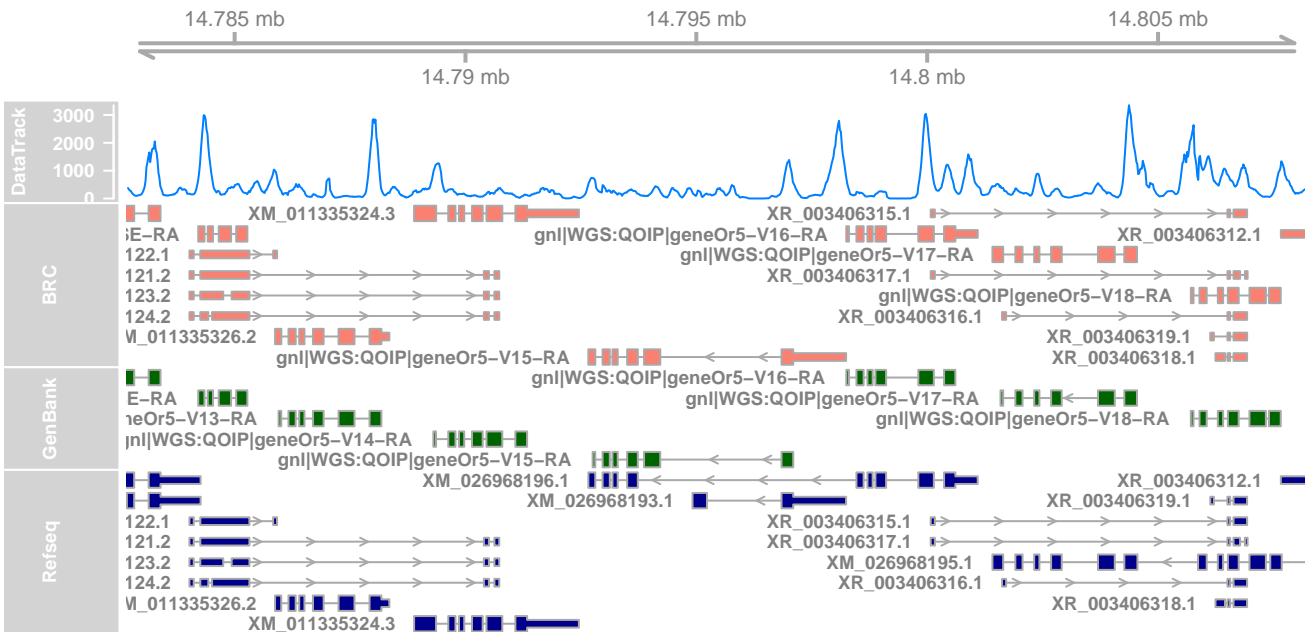 14.785 mb 14.795 mb 14.805 mb
14.79 mb 14.8 mb
DataTrack
3000
2000
1000
0
BRC
XM_011335324.3 XR_003406315.1
SE−RA gnl|WGS:QOIP|geneOr5−V16−RA XR_003406312.1
122.1 gnl|WGS:QOIP|geneOr5−V17−RA
121.2 XR_003406317.1
123.2 gnl|WGS:QOIP|geneOr5−V18−RA
124.2 XR_003406316.1
M_011335326.2 XR_003406319.1
gnl|WGS:QOIP|geneOr5−V15−RA XR_003406318.1
GenBank
gnl|WGS:QOIP|geneOr5−V16−RA
E−RA gnl|WGS:QOIP|geneOr5−V17−RA
neOr5−V13−RA gnl|WGS:QOIP|geneOr5−V18−RA
gnl|WGS:QOIP|geneOr5−V14−RA
gnl|WGS:QOIP|geneOr5−V15−RA
Refseq
XM_026968196.1 XR_003406312.1
XM_026968193.1 XR_003406319.1
122.1 XR_003406315.1
121.2 XR_003406317.1
123.2 XM_026968195.1
124.2 XR_003406316.1
M_011335326.2 XR_003406318.1
XM_011335324.3